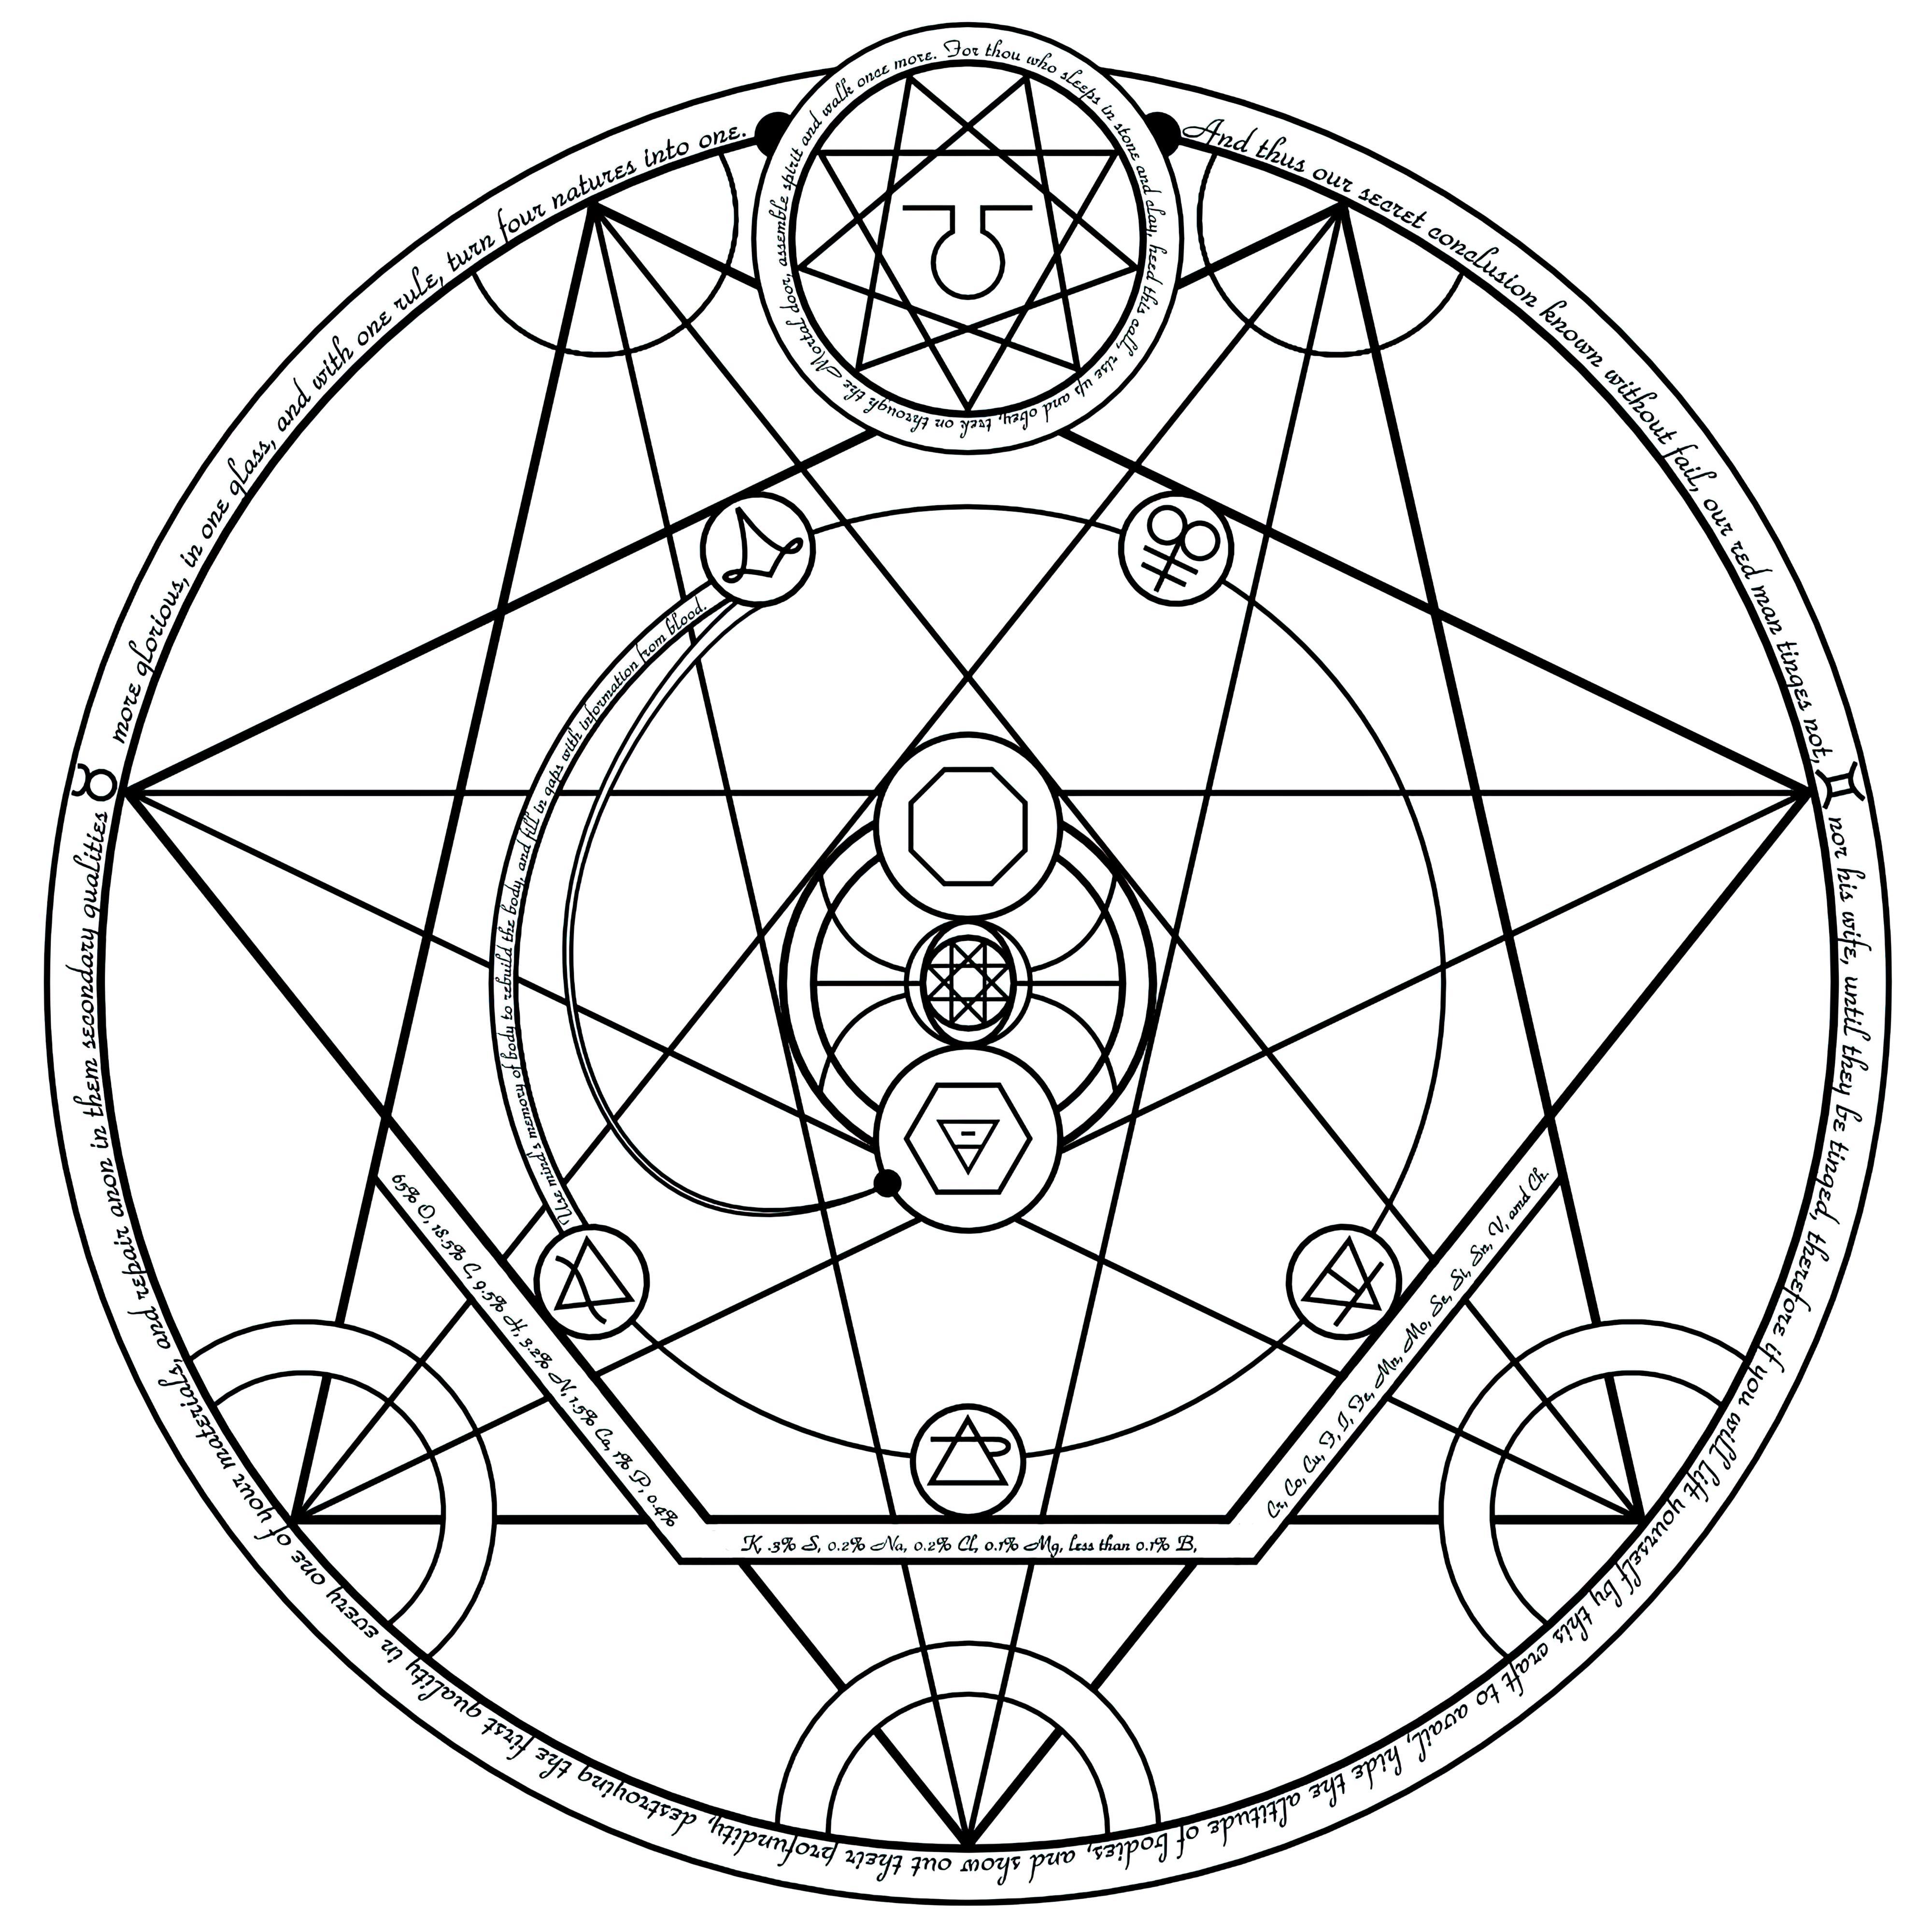 And thus our secret conclusion known without fail, our red man tinges not,
nor his wife, until they be tinged, therefore if you will lift yourself by this craft to avail, hide the altitude of bodies, and show out their profundity, destroying the first quality in every one of your materials, and repair anon in them secondary qualities
more glorious, in one glass, and with one rule, turn four natures into one.
For thou who sleeps in stone and clay, heed this call, rise up and obey, trek on through the Mortal door, assemble spirit and walk once more.
Use mind's memory of body to rebuild the body, and fill in gaps with information from blood.
65% O, 18.5% C, 9.5% H, 3.2% N, 1.5% Ca, 1% P, 0.4%
K, .3% S, 0.2% Na, 0.2% Cl, 0.1% Mg, less than 0.1% B,
Cr, Co, Cu, F, I, Fe, Mn, Mo, Se, Si, Sn, V, amd Ch.